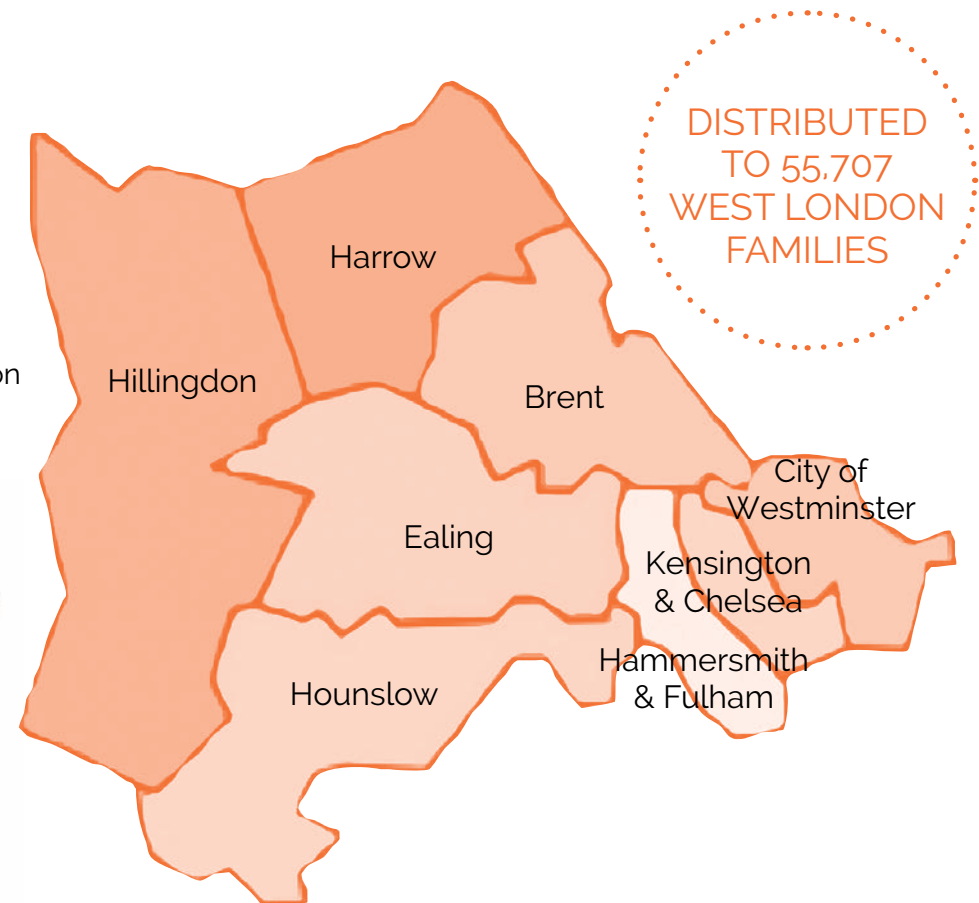 DISTRIBUTED
TO 55,707
WEST LONDON
FAMILIES
Harrow
on
Hillingdon
Brent
City of
Westminster
Ealing
Kensington
& Chelsea
Hammersmith
& Fulham
Hounslow